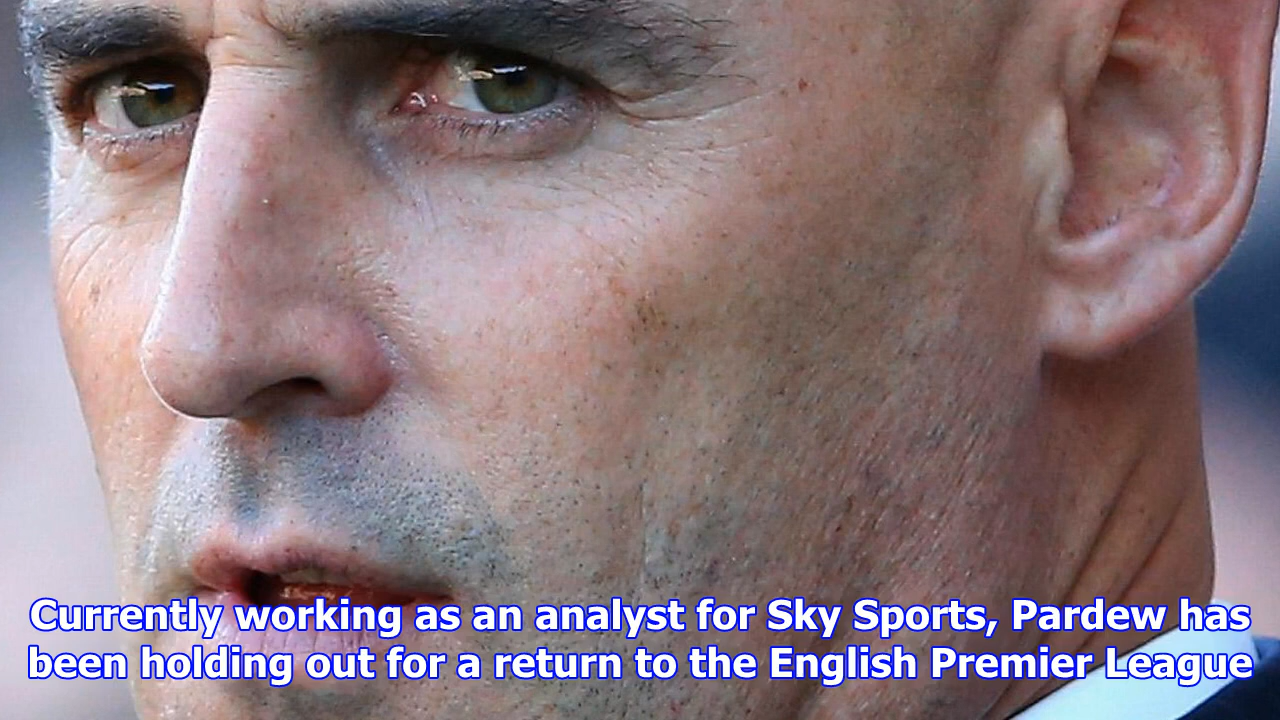 Currently working as an analyst for Sky Sports, Pardew has
been holding out for a return to the English Premier League